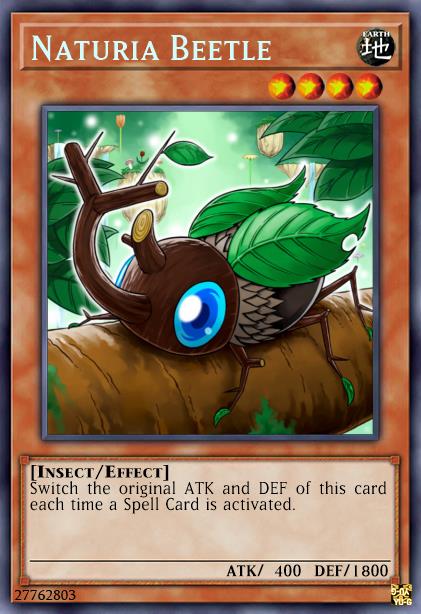 NATURIA BEETLE
EARTH
地
[INSECT/EFFECT]
Switch the original ATK and DEF of this card
each time a Spell Card is activated.
ATK/ 400 DEF/1800
27762803